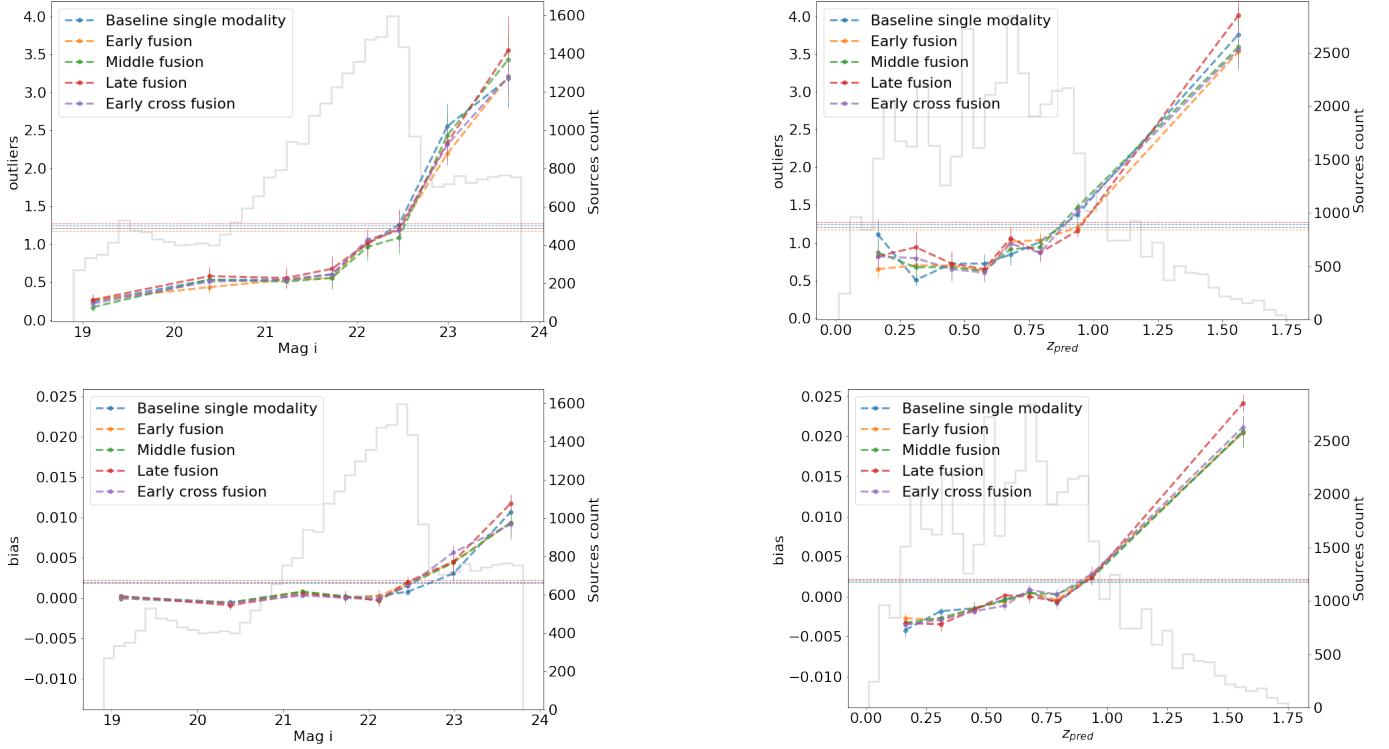 4.0
3.5
3.0
2.5
2.0
1.5
1.0
0.5
0.0
outliers
Baseline single modality
Early fusion
Middle fusion
Late fusion
Early cross fusion
1600
1400
1200
1000
800
600
400
200
0
Sources count
19 20 21 22 23 24
Mag i
4.0
3.5
3.0
2.5
2.0
1.5
1.0
0.5
0.0
outliers
Baseline single modality
Early fusion
Middle fusion
Late fusion
Early cross fusion
2500
2000
1500
1000
500
0
Sources count
0.00 0.25 0.50 0.75 1.00 1.25 1.50 1.75
z_pred
0.025
0.020
0.015
0.010
0.005
0.000
−0.005
−0.010
bias
Baseline single modality
Early fusion
Middle fusion
Late fusion
Early cross fusion
1600
1400
1200
1000
800
600
400
200
0
Sources count
19 20 21 22 23 24
Mag i
0.025
0.020
0.015
0.010
0.005
0.000
−0.005
−0.010
bias
Baseline single modality
Early fusion
Middle fusion
Late fusion
Early cross fusion
2500
2000
1500
1000
500
0
Sources count
0.00 0.25 0.50 0.75 1.00 1.25 1.50 1.75
z_pred